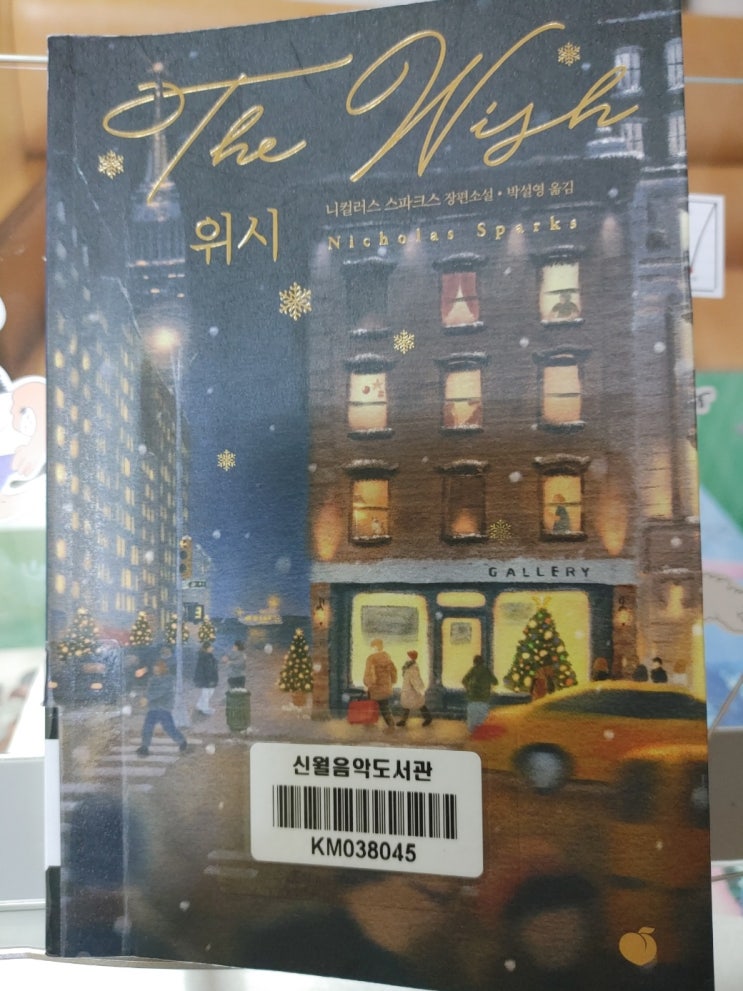 The Wish
위시
니컬러스 스파크스 장편소설 · 박설영 옮김
Nicholas Sparks
GALLERY
신월음악도서관
KM038045